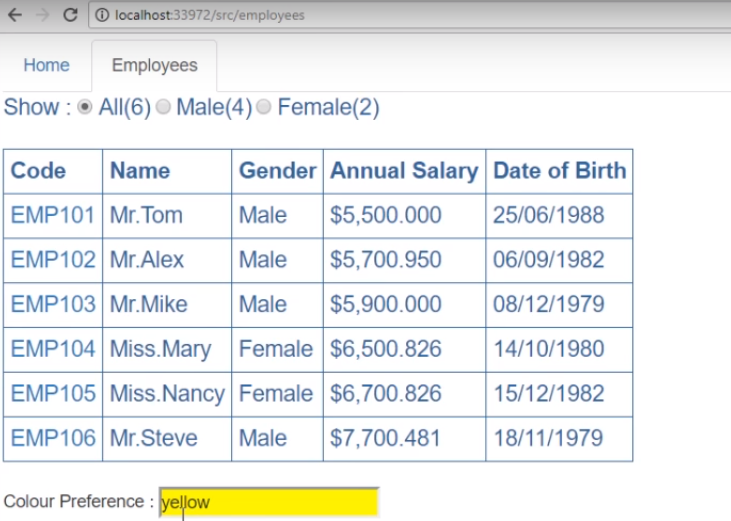 localhost:33972/src/employees
Home Employees
Show : All(6) Male(4) Female(2)
Code Name Gender Annual Salary Date of Birth
EMP101 Mr.Tom Male $5,500.000 25/06/1988
EMP102 Mr.Alex Male $5,700.950 06/09/1982
EMP103 Mr.Mike Male $5,900.000 08/12/1979
EMP104 Miss.Mary Female $6,500.826 14/10/1980
EMP105 Miss.Nancy Female $6,700.826 15/12/1982
EMP106 Mr.Steve Male $7,700.481 18/11/1979
Colour Preference : yellow